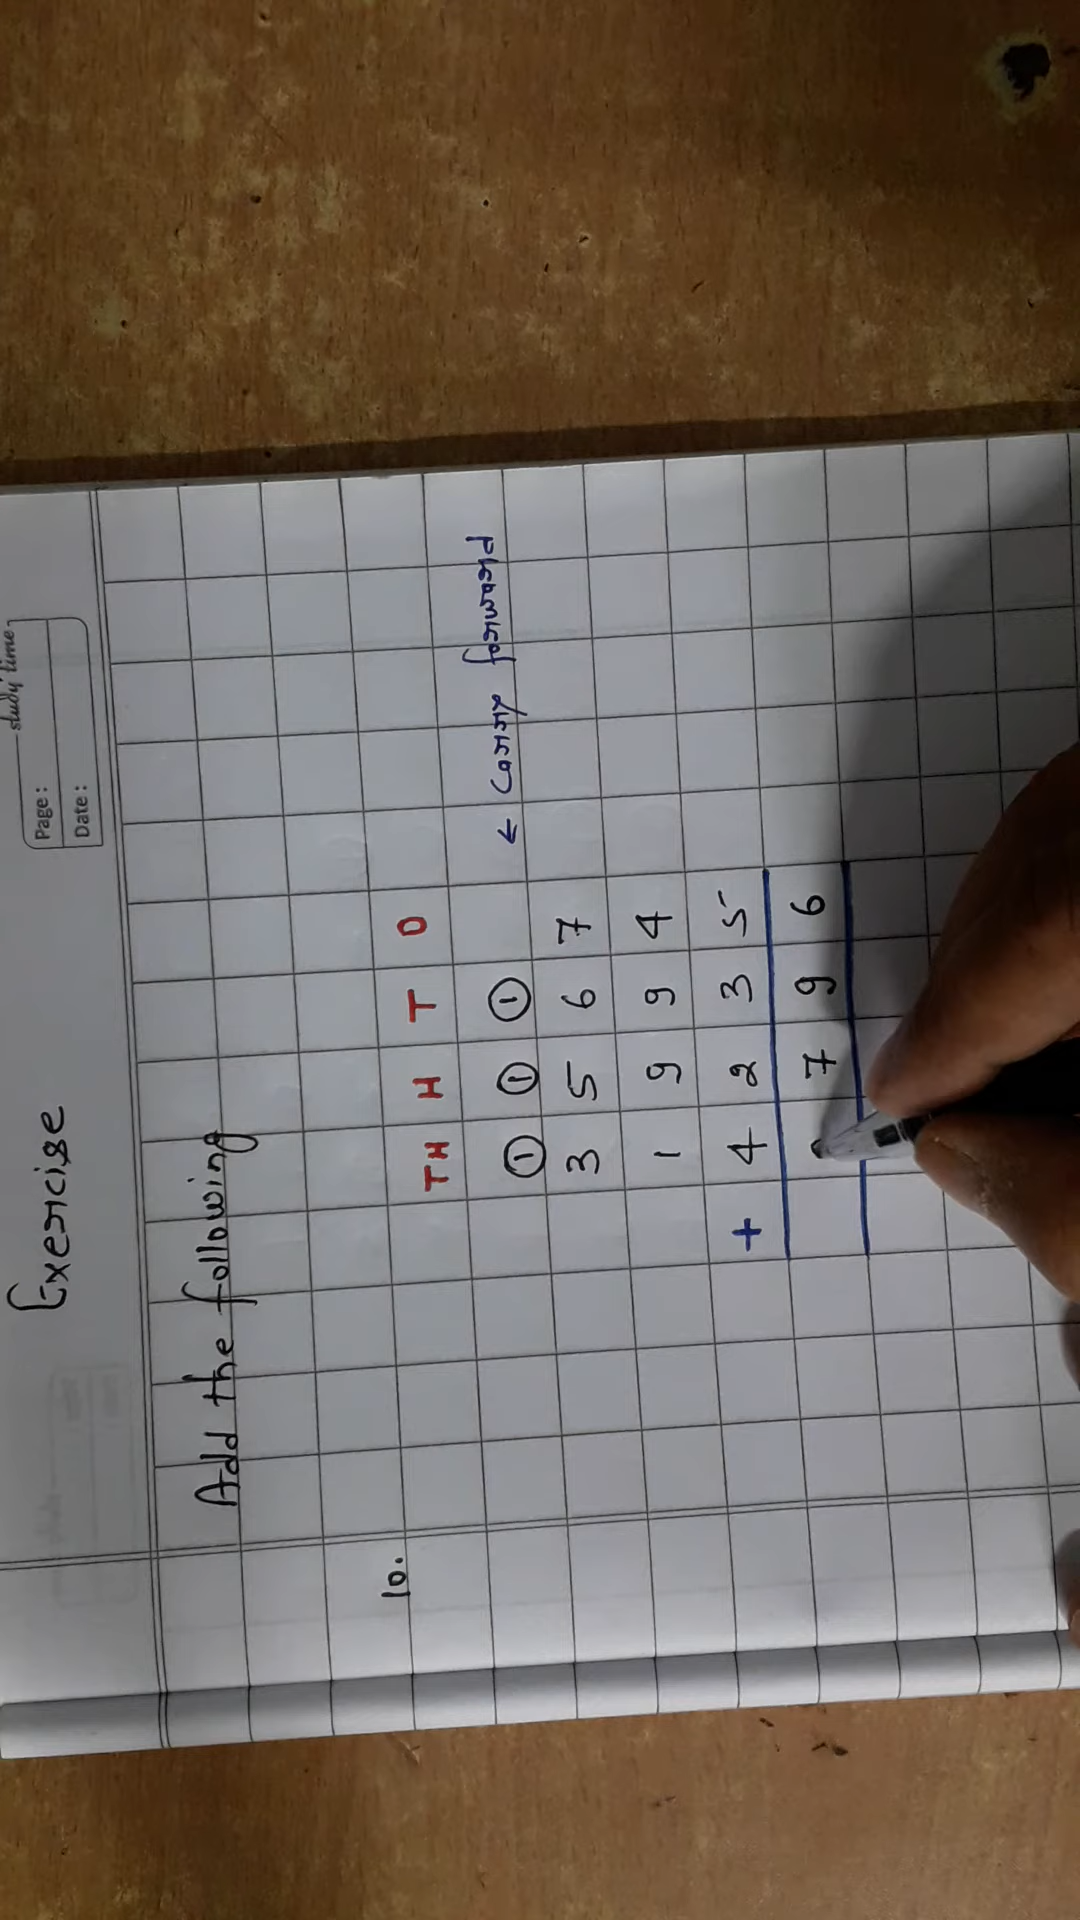 study time
Page:
Date:
Exercise
Add the following
10. TH H T O
① ① ① ← Carry forward
3 5 6 7
1 9 9 4
+ 4 2 3 5
7 9 6